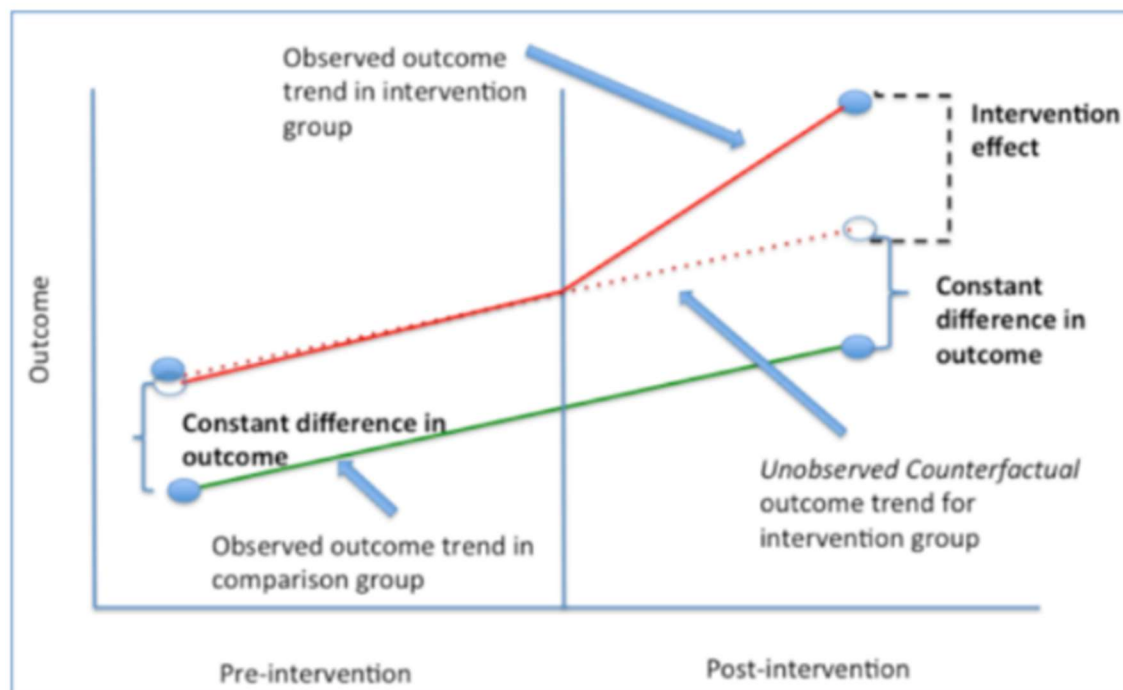 Observed outcome
trend in intervention
group
Intervention
effect
Outcome
Constant
difference in
outcome
Constant difference in
outcome
Unobserved Counterfactual
outcome trend for
intervention group
Observed outcome trend in
comparison group
Pre-intervention
Post-intervention